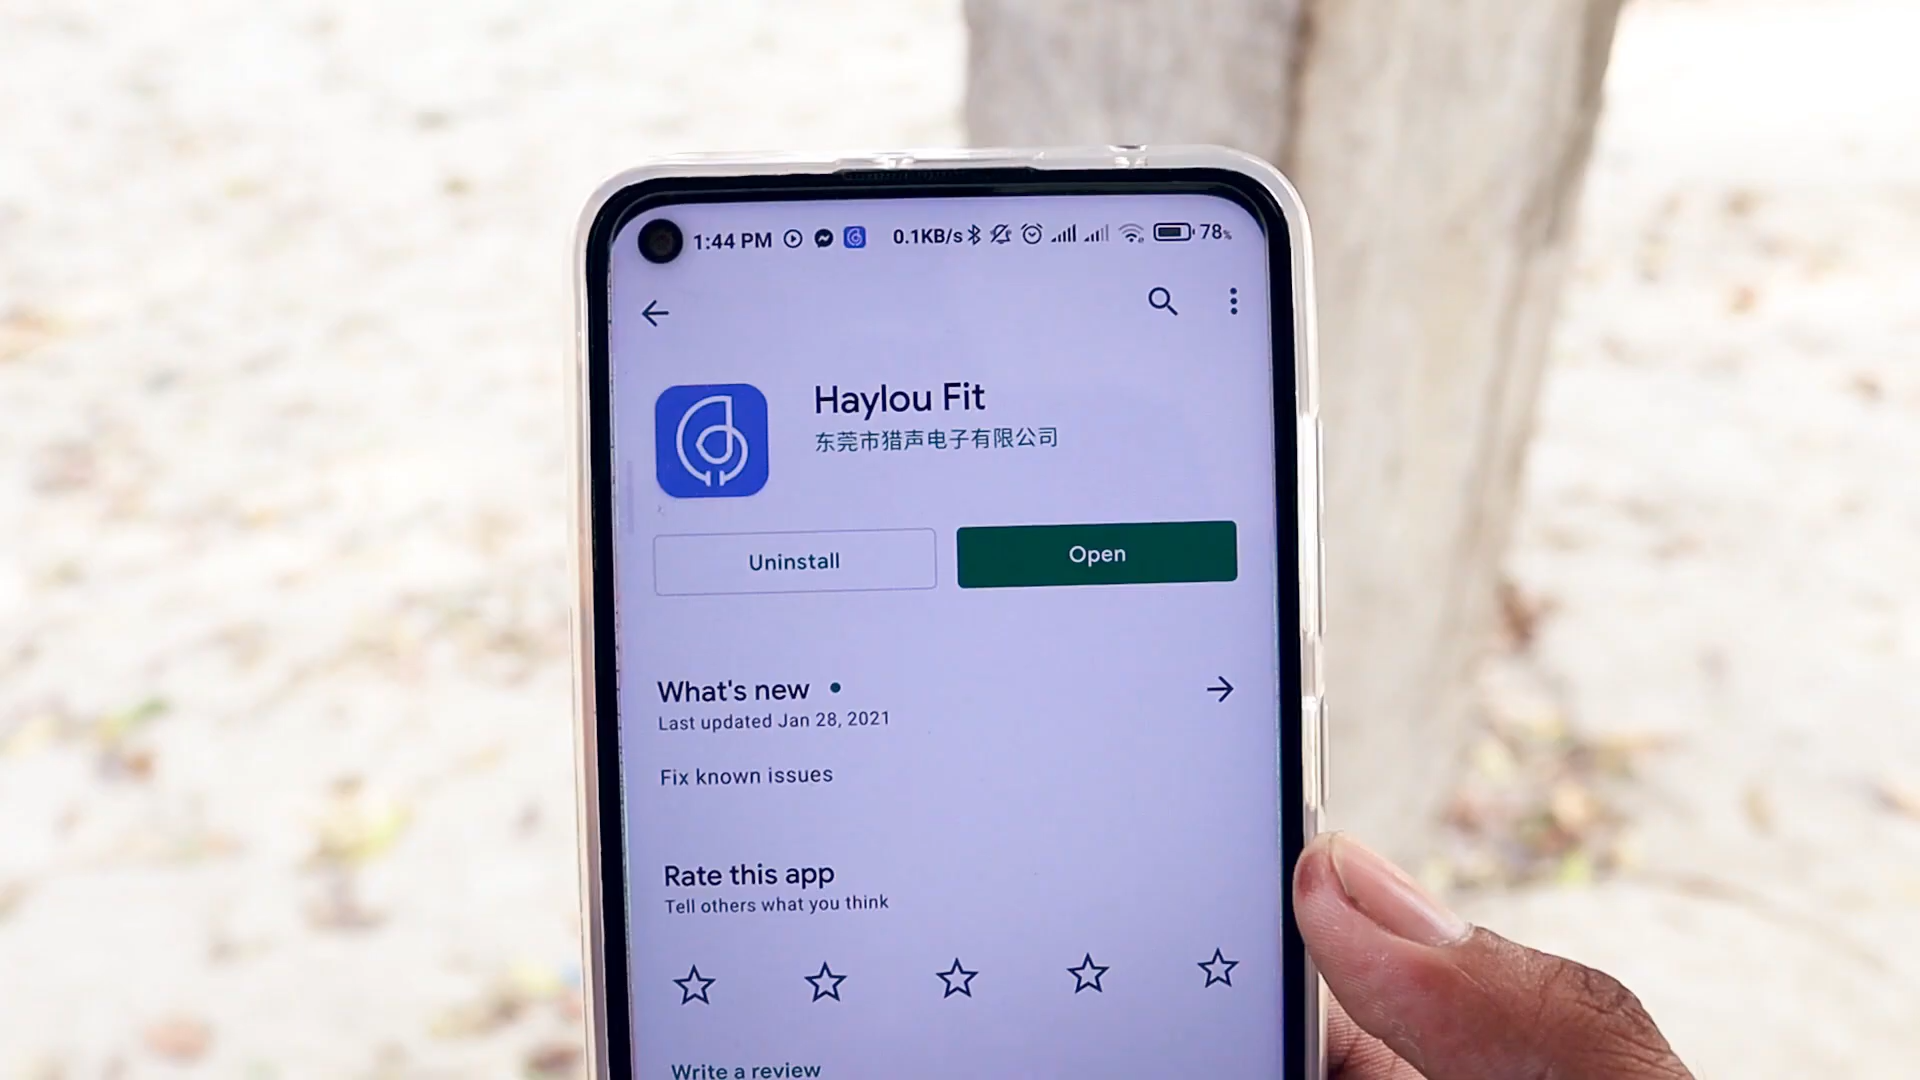 1:44 PM 0.1KB/s 78%
Haylou Fit
东莞市猎声电子有限公司
Uninstall Open
What's new •
Last updated Jan 28, 2021
Fix known issues
Rate this app
Tell others what you think
Write a review